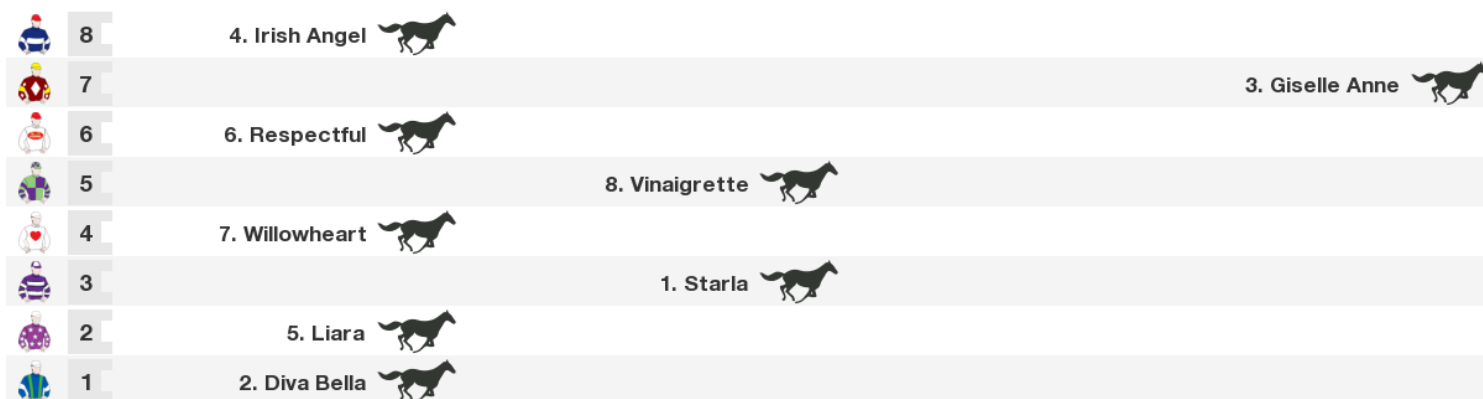 8 4. Irish Angel
7 3. Giselle Anne
6 6. Respectful
5 8. Vinaigrette
4 7. Willowheart
3 1. Starla
2 5. Liara
1 2. Diva Bella